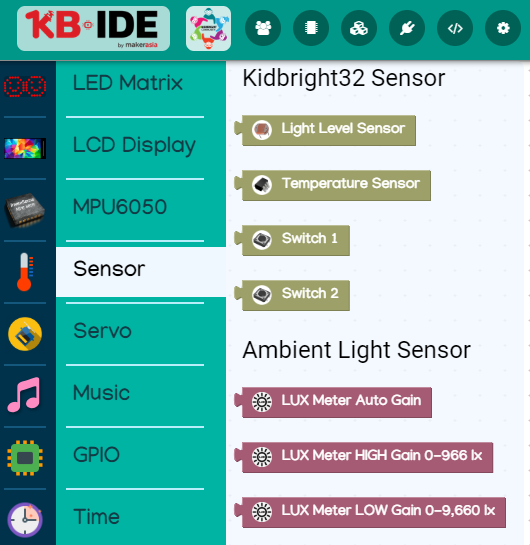 KB IDE
by makerasia
LED Matrix
LCD Display
MPU6050
Sensor
Servo
Music
GPIO
Time
Kidbright32 Sensor
Light Level Sensor
Temperature Sensor
Switch 1
Switch 2
Ambient Light Sensor
LUX Meter Auto Gain
LUX Meter HIGH Gain 0-966 lx
LUX Meter LOW Gain 0-9,660 lx